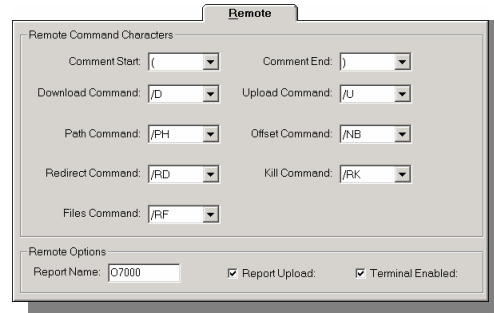 Remote
Remote Command Characters
Comment Start: ( Comment End: )
Download Command: /D Upload Command: /U
Path Command: /PH Offset Command: /NB
Redirect Command: /RD Kill Command: /RK
Files Command: /RF
Remote Options
Report Name: O7000 Report Upload: Terminal Enabled: